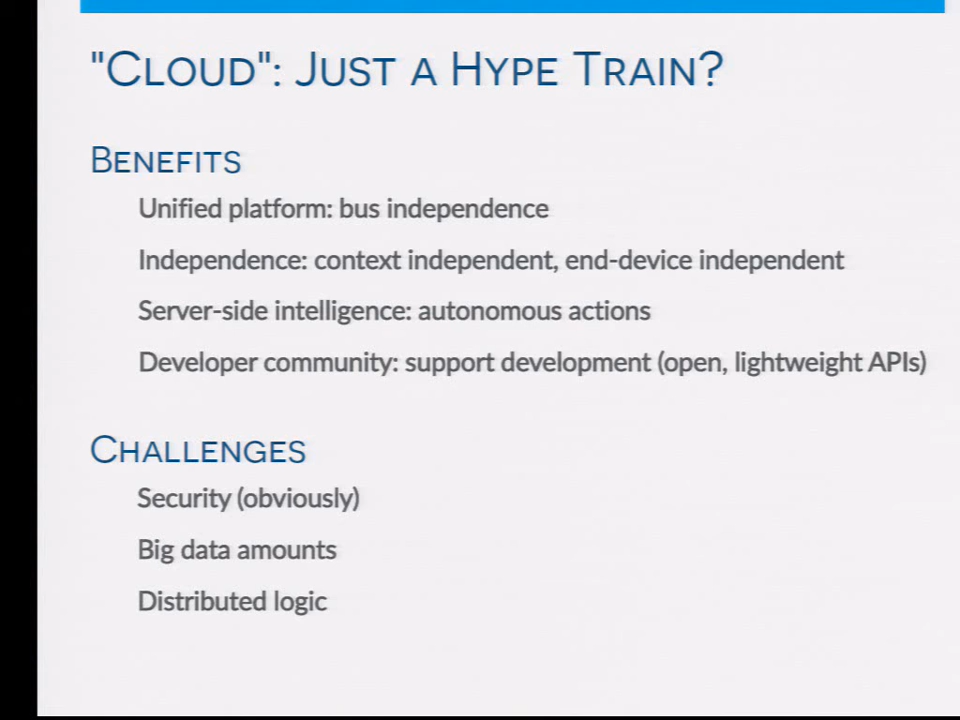 "Cloud": Just a Hype Train?
Benefits
Unified platform: bus independence
Independence: context independent, end-device independent
Server-side intelligence: autonomous actions
Developer community: support development (open, lightweight APIs)
Challenges
Security (obviously)
Big data amounts
Distributed logic